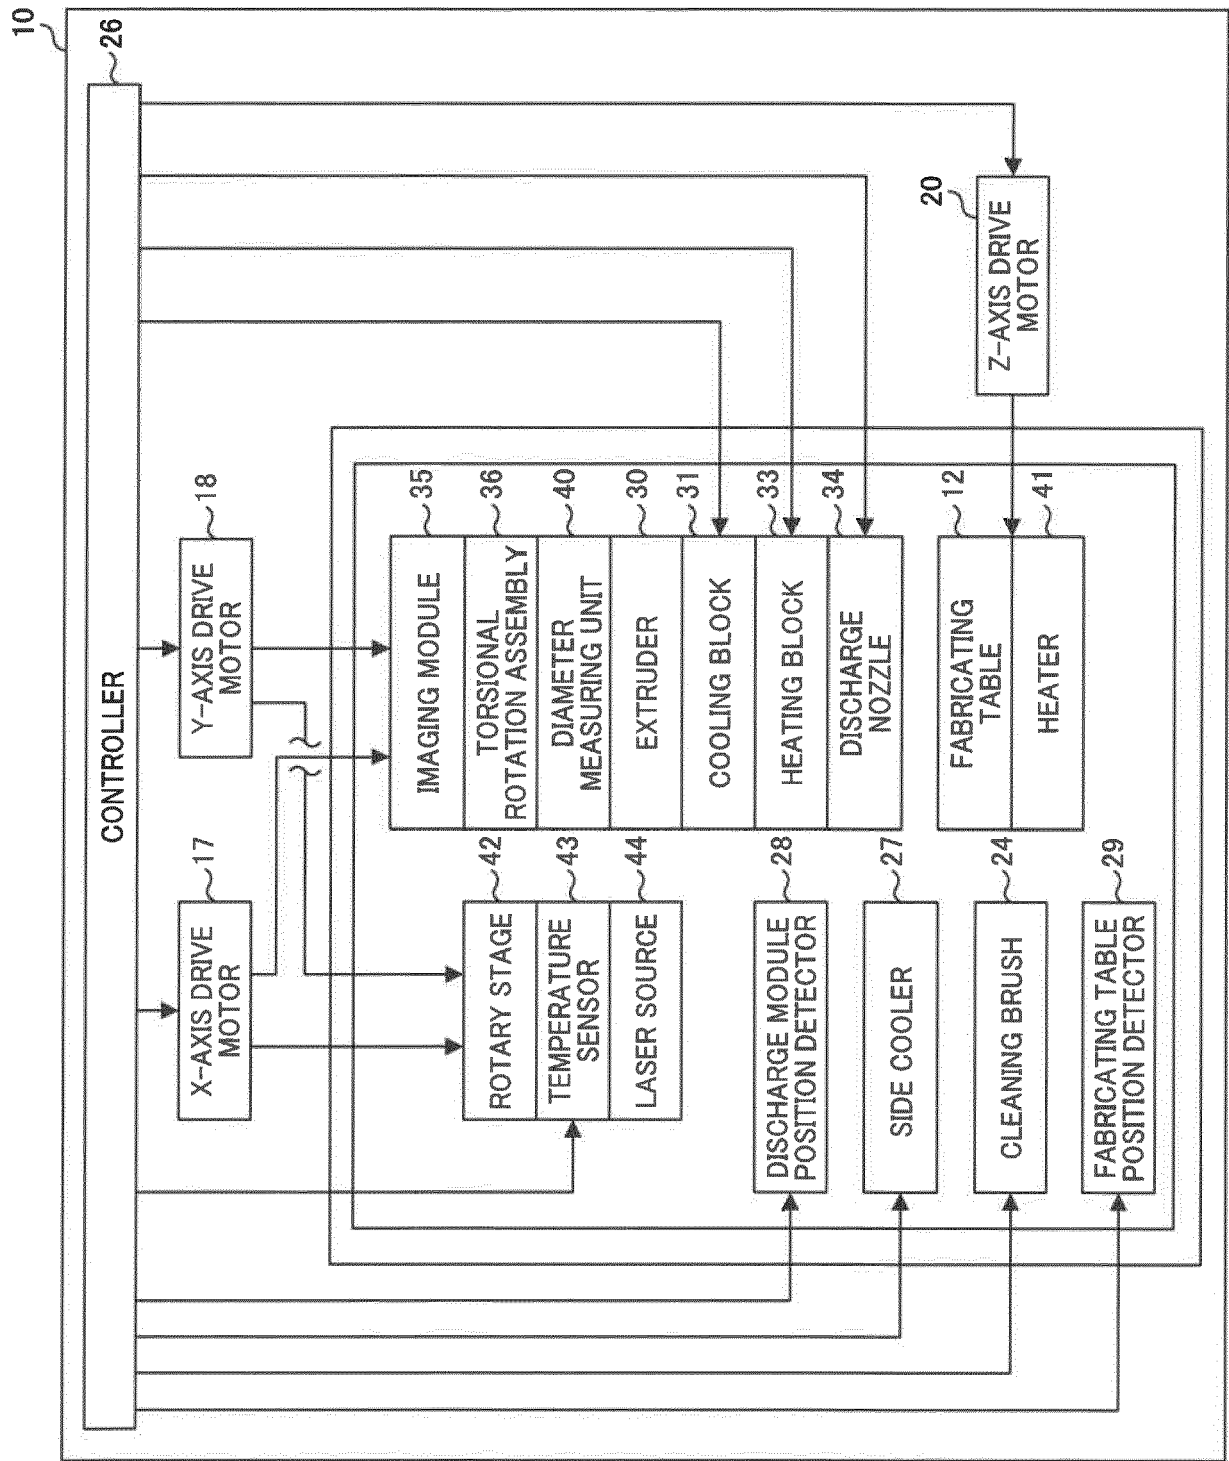 10
26
CONTROLLER
17
X-AXIS DRIVE
MOTOR
18
Y-AXIS DRIVE
MOTOR
42
ROTARY STAGE
43
TEMPERATURE
SENSOR
44
LASER SOURCE
28
DISCHARGE MODULE
POSITION DETECTOR
27
SIDE COOLER
24
CLEANING BRUSH
29
FABRICATING TABLE
POSITION DETECTOR
35
IMAGING MODULE
36
TORSIONAL
ROTATION ASSEMBLY
40
DIAMETER
MEASURING UNIT
30
EXTRUDER
31
COOLING BLOCK
33
HEATING BLOCK
34
DISCHARGE
NOZZLE
12
FABRICATING
TABLE
41
HEATER
20
Z-AXIS DRIVE
MOTOR